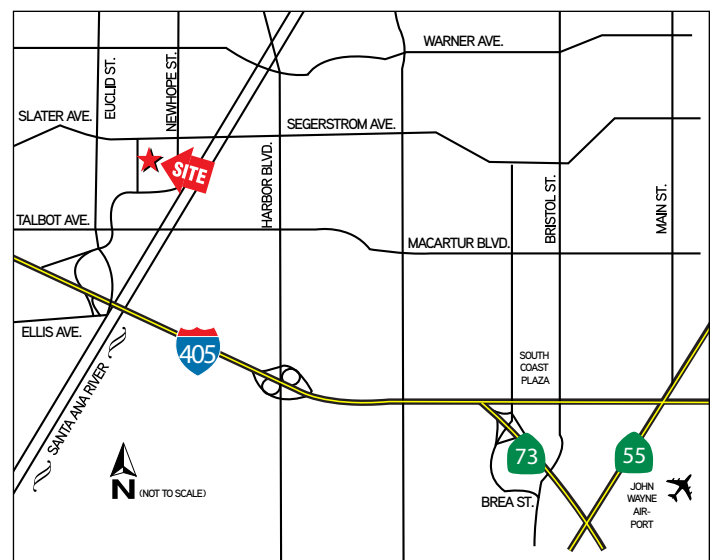 WARNER AVE.
EUCLID ST.
NEWHOPE ST.
SLATER AVE.
SEGERSTROM AVE.
SITE
HARBOR BLVD.
BRISTOL ST.
MAIN ST.
TALBOT AVE.
MACARTUR BLVD.
ELLIS AVE.
405
SANTA ANA RIVER
SOUTH
COAST
PLAZA
73
55
N (NOT TO SCALE)
BREA ST.
JOHN
WAYNE
AIR-
PORT